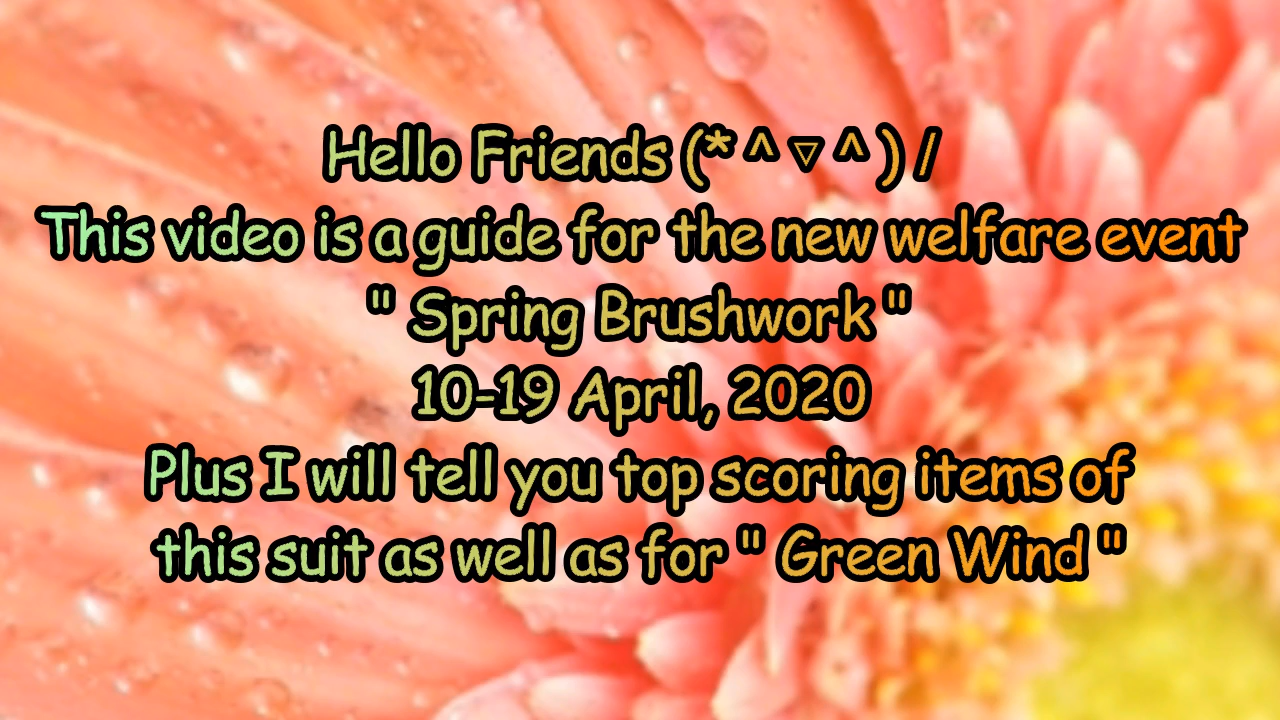 Hello Friends (*^▽^)/
This video is a guide for the new welfare event
" Spring Brushwork "
10-19 April, 2020
Plus I will tell you top scoring items of
this suit as well as for " Green Wind "